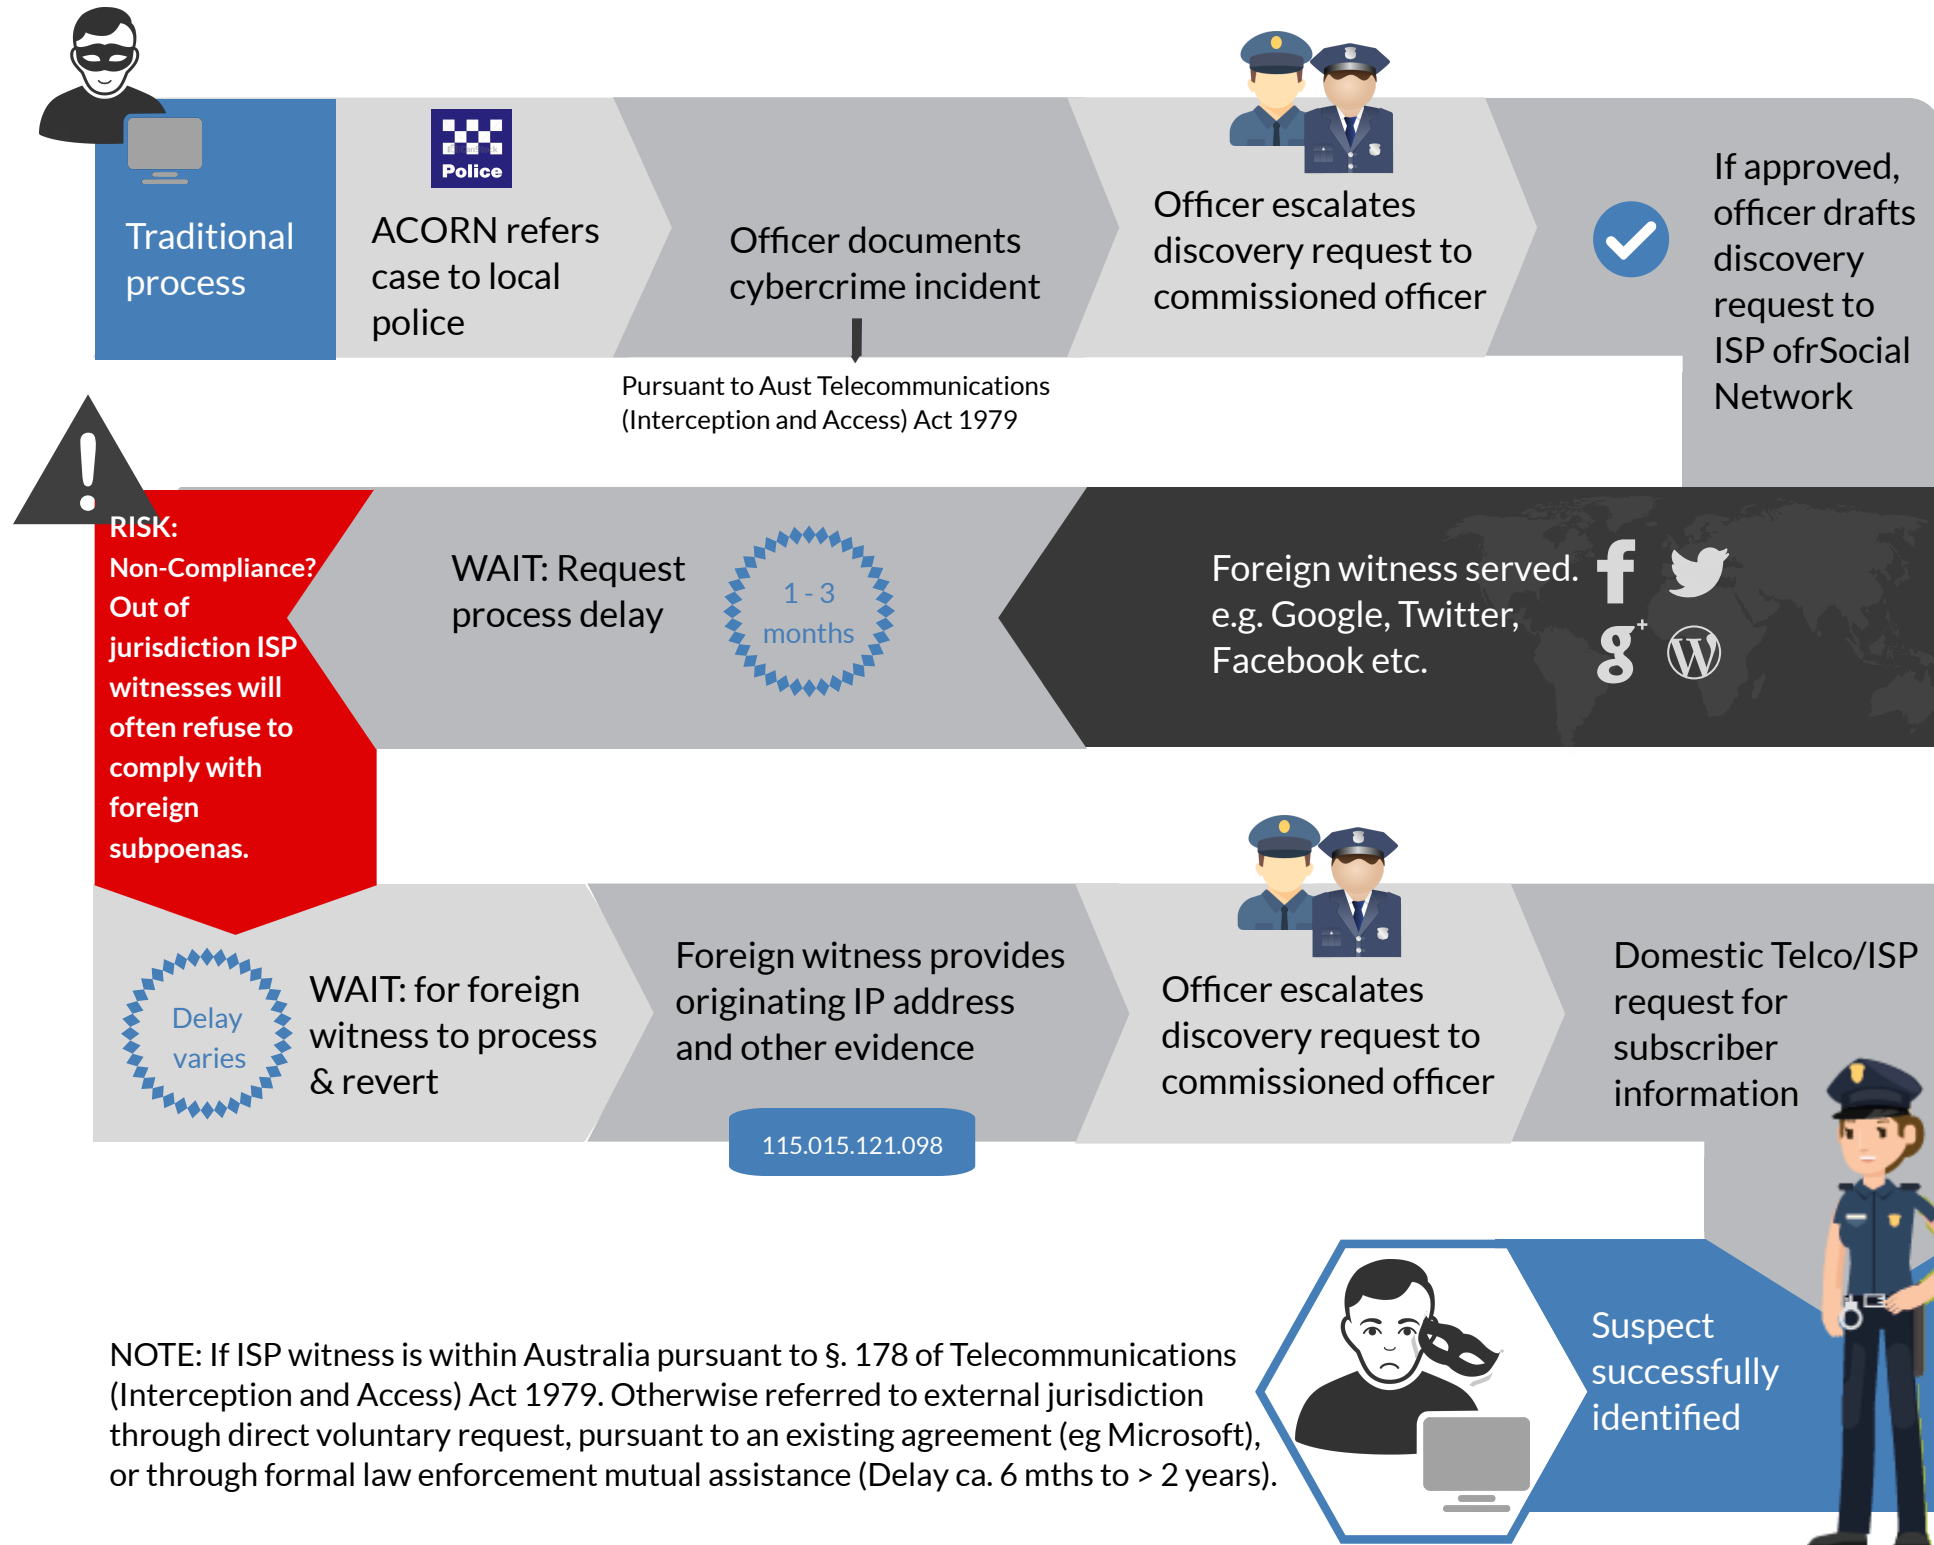 Traditional
process
Police
ACORN refers
case to local
police
Officer documents
cybercrime incident
Pursuant to Aust Telecommunications
(Interception and Access) Act 1979
Officer escalates
discovery request to
commissioned officer
If approved,
officer drafts
discovery
request to
ISP ofrSocial
Network
Foreign witness served.
e.g. Google, Twitter,
Facebook etc.
f
g+
W
WAIT: Request
process delay
1 - 3
months
!
RISK:
Non-Compliance?
Out of
jurisdiction ISP
witnesses will
often refuse to
comply with
foreign
subpoenas.
Delay
varies
WAIT: for foreign
witness to process
& revert
Foreign witness provides
originating IP address
and other evidence
115.015.121.098
Officer escalates
discovery request to
commissioned officer
Domestic Telco/ISP
request for
subscriber
information
Suspect
successfully
identified
NOTE: If ISP witness is within Australia pursuant to §. 178 of Telecommunications
(Interception and Access) Act 1979. Otherwise referred to external jurisdiction
through direct voluntary request, pursuant to an existing agreement (eg Microsoft),
or through formal law enforcement mutual assistance (Delay ca. 6 mths to > 2 years).